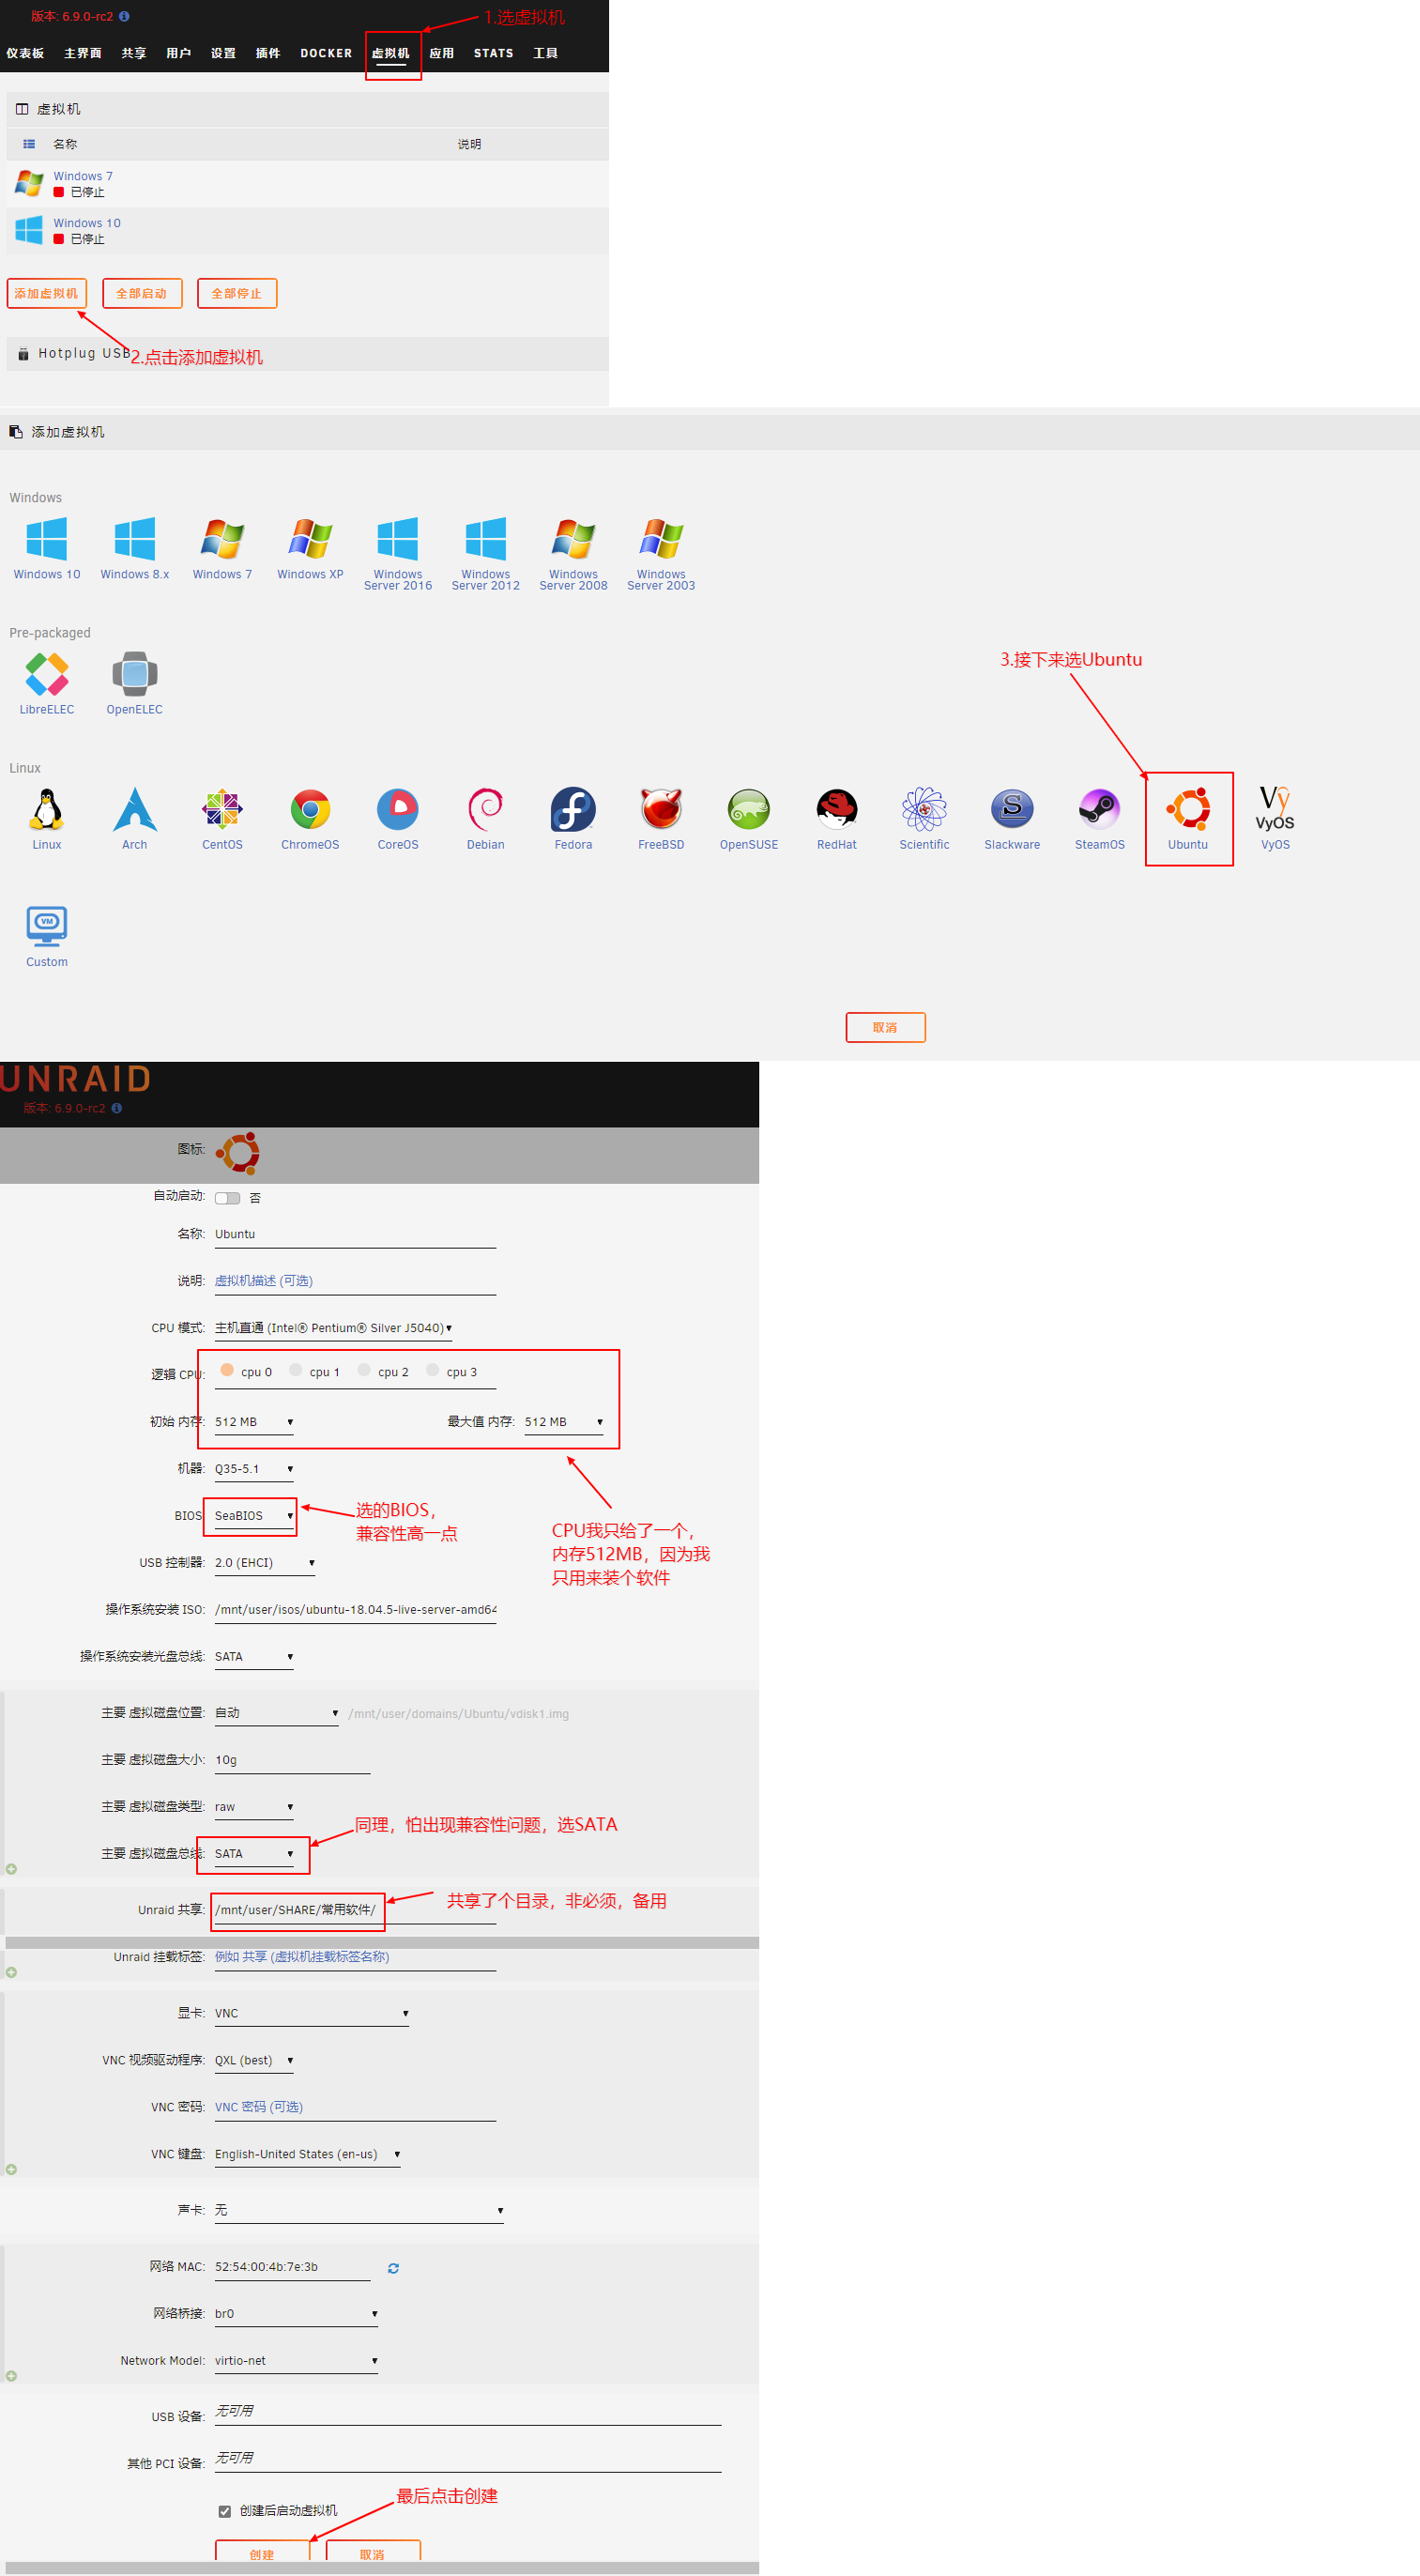 版本: 6.9.0-rc2
1.选虚拟机
仪表板 主界面 共享 用户 设置 插件 DOCKER 虚拟机 应用 STATS 工具
虚拟机
名称 说明
Windows 7
已停止
Windows 10
已停止
添加虚拟机 全部启动 全部停止
Hotplug USB
2.点击添加虚拟机
添加虚拟机
Windows
Windows 10 Windows 8.x Windows 7 Windows XP Windows Server 2016 Windows Server 2012 Windows Server 2008 Windows Server 2003
Pre-packaged
3.接下来选Ubuntu
LibreELEC OpenELEC
Linux
Linux Arch CentOS ChromeOS CoreOS Debian Fedora FreeBSD OpenSUSE RedHat Scientific Slackware SteamOS Ubuntu VyOS
Custom
取消
UNRAID
版本: 6.9.0-rc2
图标:
自动启动: 否
名称: Ubuntu
说明: 虚拟机描述 (可选)
CPU 模式: 主机直通 (Intel® Pentium® Silver J5040)
逻辑 CPU: cpu 0 cpu 1 cpu 2 cpu 3
初始 内存: 512 MB 最大值 内存: 512 MB
机器: Q35-5.1
BIOS SeaBIOS
选的BIOS，
兼容性高一点
CPU我只给了一个，
内存512MB，因为我
只用来装个软件
USB 控制器: 2.0 (EHCI)
操作系统安装 ISO: /mnt/user/isos/ubuntu-18.04.5-live-server-amd64
操作系统安装光盘总线: SATA
主要 虚拟磁盘位置: 自动 /mnt/user/domains/Ubuntu/vdisk1.img
主要 虚拟磁盘大小: 10g
主要 虚拟磁盘类型: raw
同理，怕出现兼容性问题，选SATA
主要 虚拟磁盘总线: SATA
共享了个目录，非必须，备用
Unraid 共享: /mnt/user/SHARE/常用软件/
Unraid 挂载标签: 例如 共享 (虚拟机挂载标签名称)
显卡: VNC
VNC 视频驱动程序: QXL (best)
VNC 密码: VNC 密码 (可选)
VNC 键盘: English-United States (en-us)
声卡: 无
网络 MAC: 52:54:00:4b:7e:3b
网络桥接: br0
Network Model: virtio-net
USB 设备: 无可用
其他 PCI 设备: 无可用
最后点击创建
创建后启动虚拟机
创建 取消